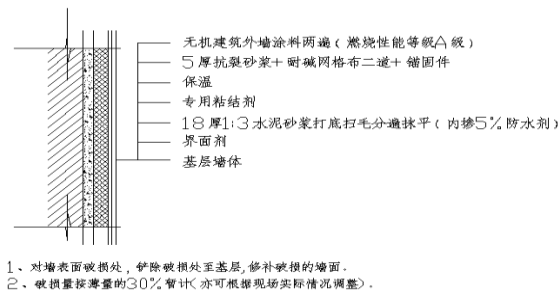 无机建筑外墙涂料两遍(燃烧性能等级A级)
5厚抗裂砂浆+耐碱网格布二道+锚固件
保温
专用粘结剂
18厚1:3水泥砂浆打底扫毛分遍抹平(内掺5%防水剂)
界面剂
基层墙体
1、对墙表面破损处,铲除破损处至基层,修补破损的墙面.
2、破损量按薄量的30%暂计(亦可根据现场实际情况调整).